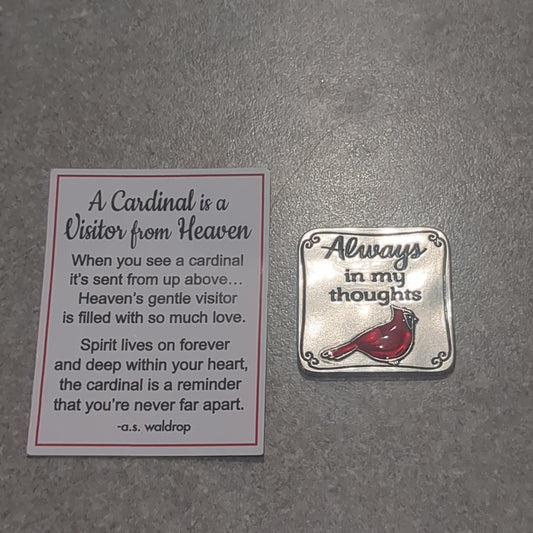 A Cardinal is a
Visitor from Heaven
When you see a cardinal
it's sent from up above...
Heaven's gentle visitor
is filled with so much love.
Spirit lives on forever
and deep within your heart,
the cardinal is a reminder
that you're never far apart.
-a.s. waldrop
Always
in my
thoughts